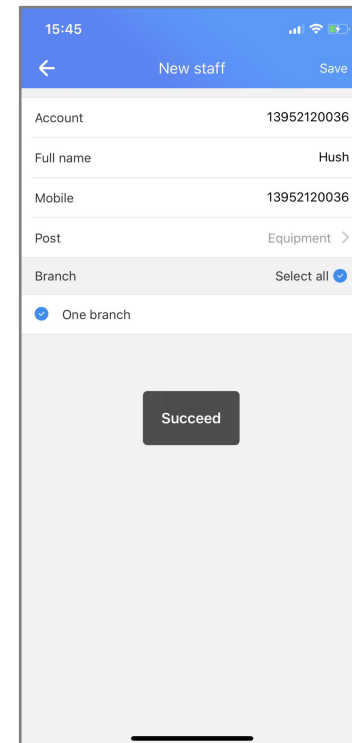 15:45
New staff Save
Account 13952120036
Full name Hush
Mobile 13952120036
Post Equipment
Branch Select all
One branch
Succeed